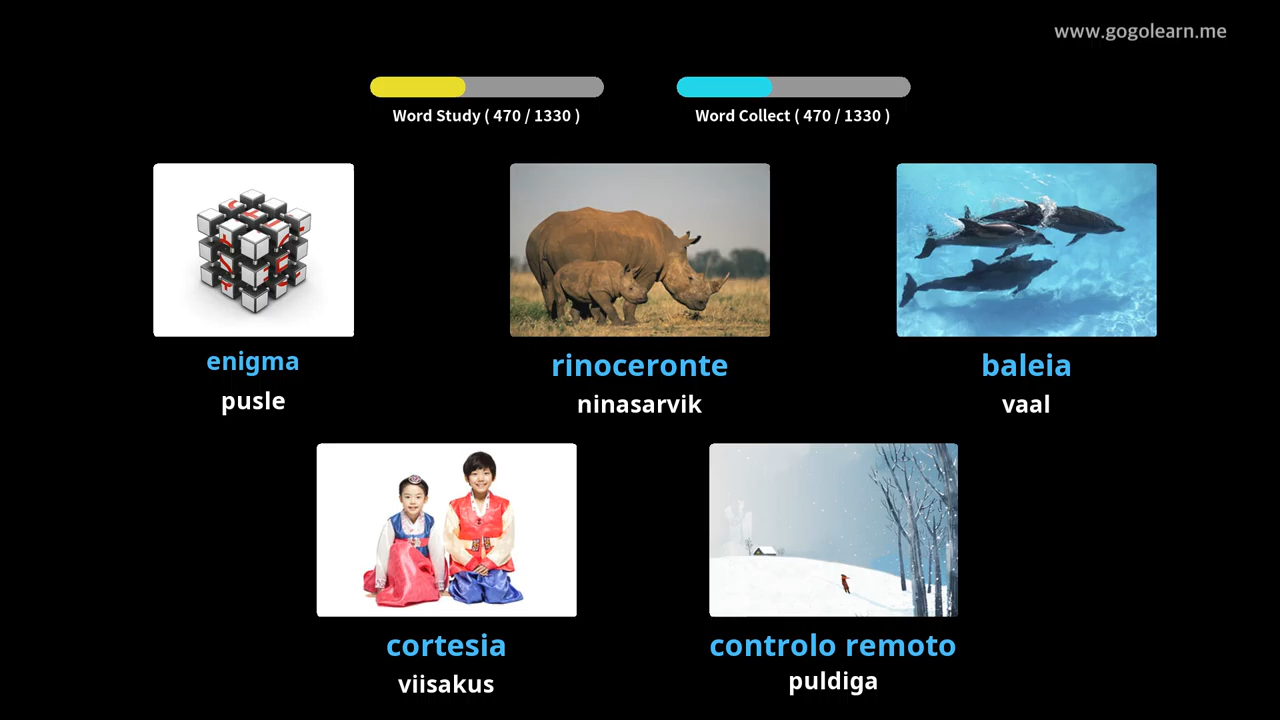 www.gogolearn.me
Word Study ( 470 / 1330 )
Word Collect ( 470 / 1330 )
enigma
pusle
rinoceronte
ninasarvik
baleia
vaal
cortesia
viisakus
controlo remoto
puldiga